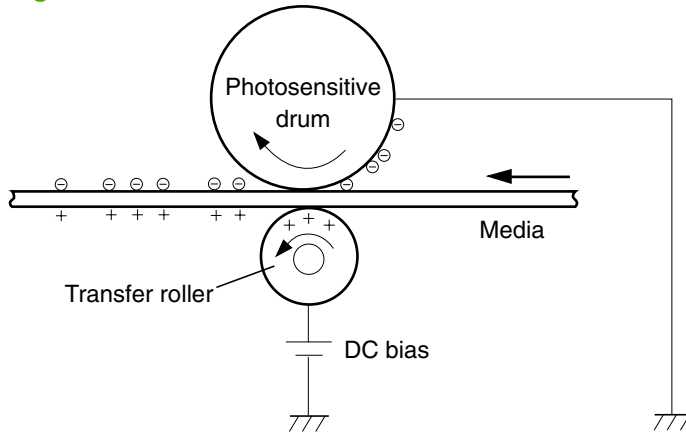 Photosensitive
drum
Media
Transfer roller
DC bias